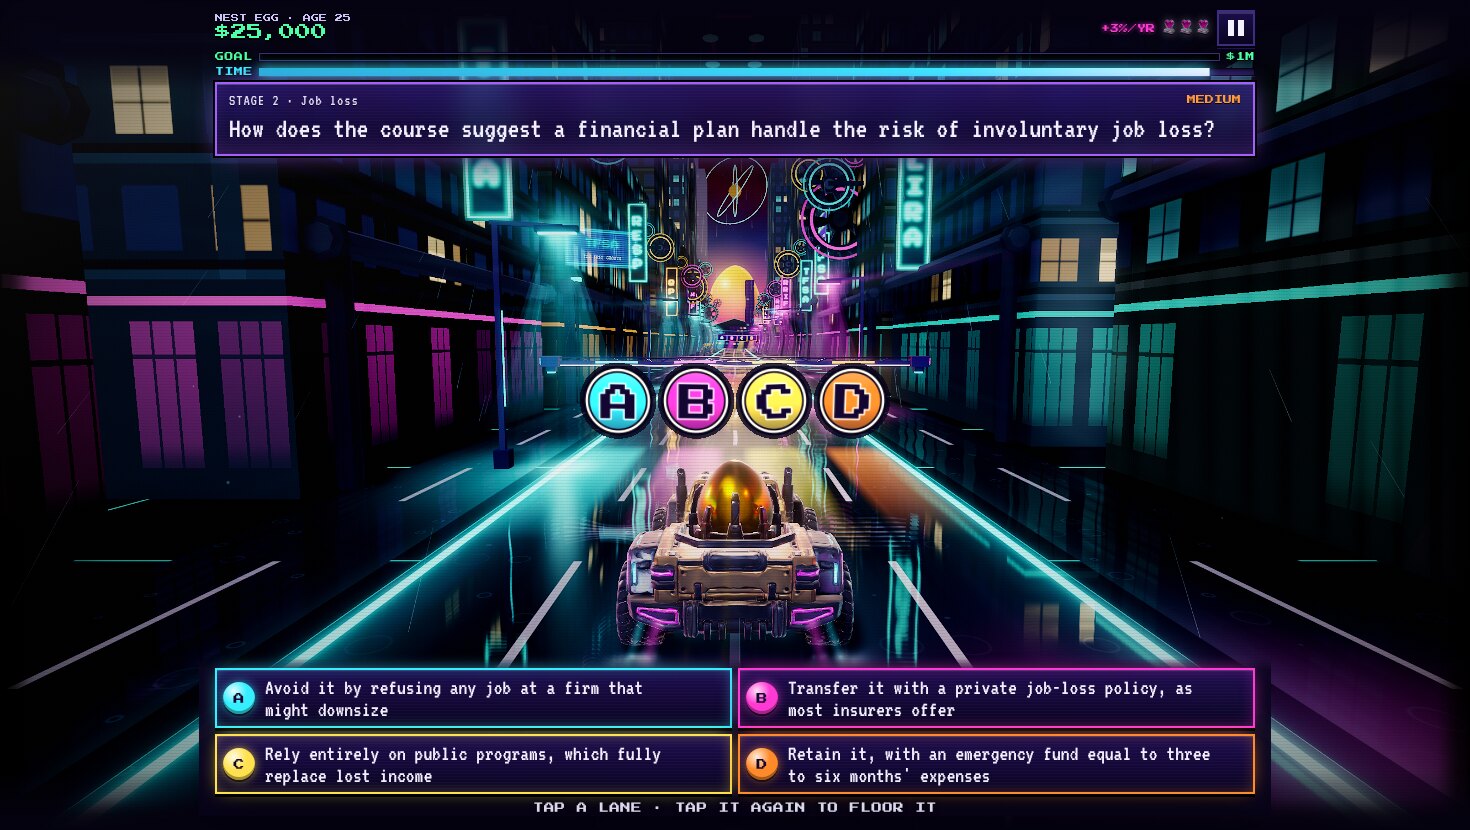 NEST EGG · AGE 25
$25,000
+3%/YR
GOAL
$1M
TIME
STAGE 2 · Job loss
MEDIUM
How does the course suggest a financial plan handle the risk of involuntary job loss?
A
LIRA
RESP
TFSA
A B C D
A
Avoid it by refusing any job at a firm that
might downsize
B
Transfer it with a private job-loss policy, as
most insurers offer
C
Rely entirely on public programs, which fully
replace lost income
D
Retain it, with an emergency fund equal to three
to six months' expenses
TAP A LANE · TAP IT AGAIN TO FLOOR IT